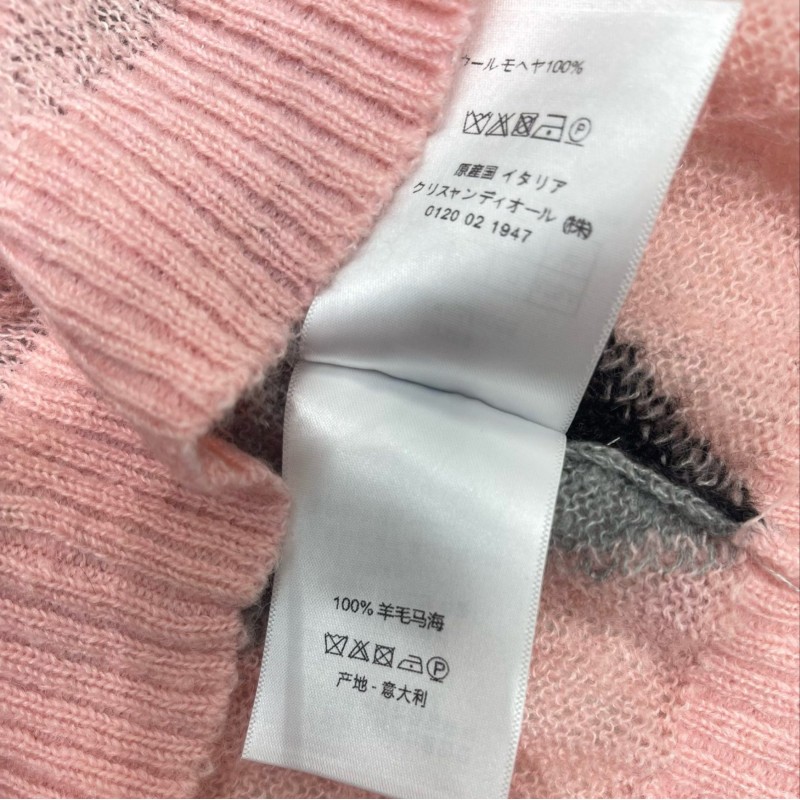 ウールモヘヤ100%
原産国 イタリア
クリスャンディオール ㈱
0120 02 1947
100% 羊毛马海
P
产地 - 意大利